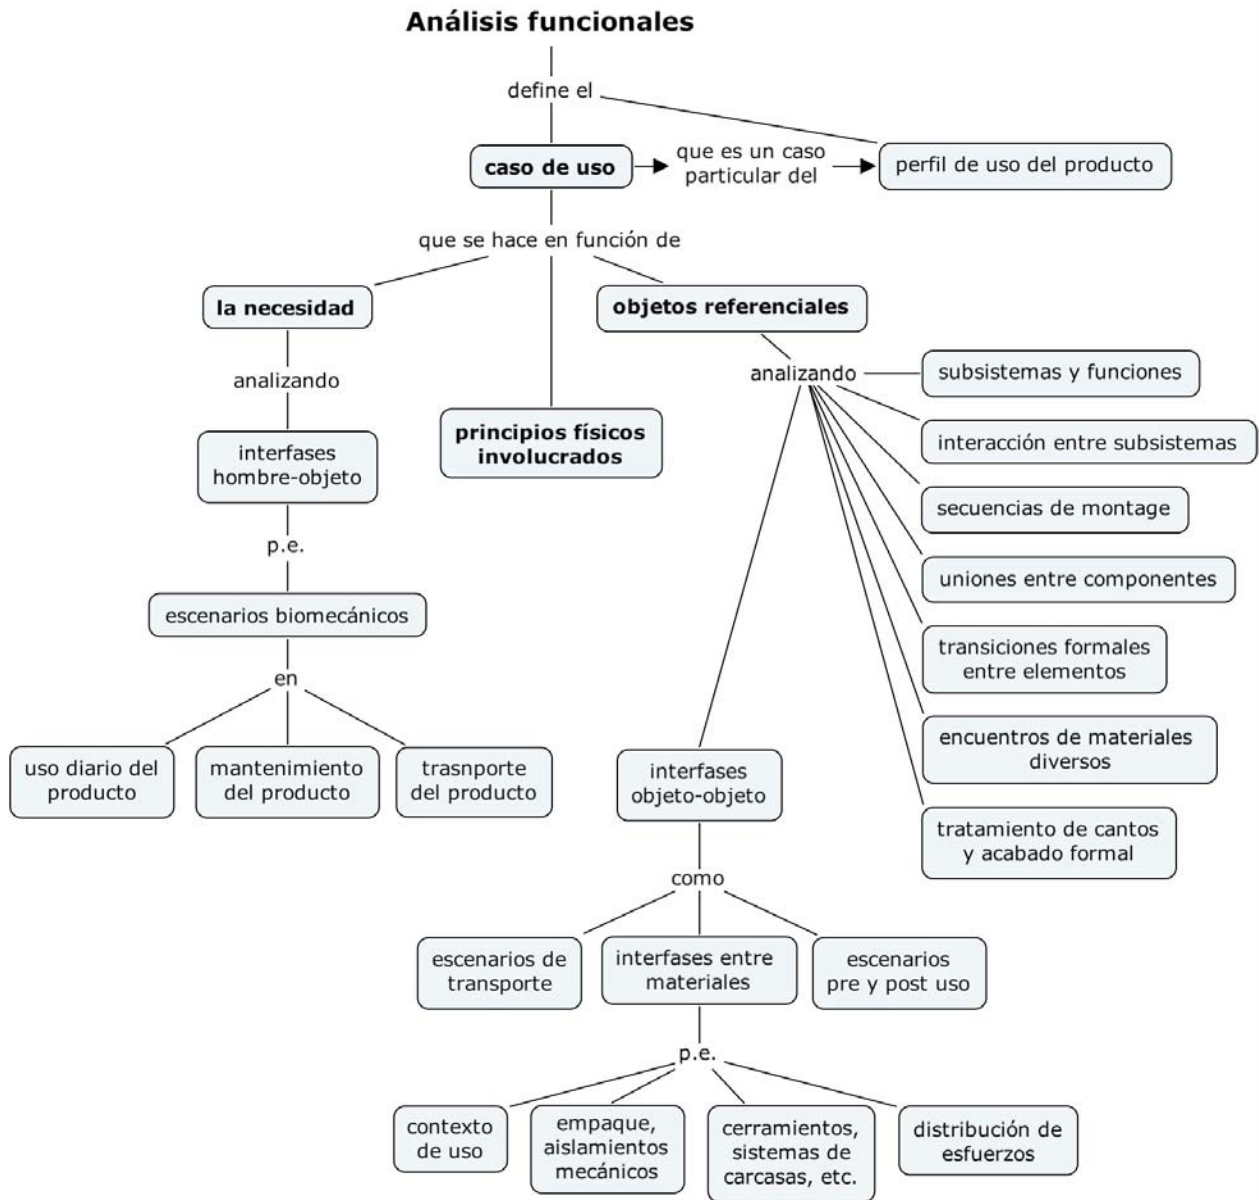 Análisis funcionales
define el
caso de uso
que es un caso
particular del
perfil de uso del producto
que se hace en función de
la necesidad
objetos referenciales
analizando
interfases
hombre-objeto
p.e.
escenarios biomecánicos
en
uso diario del
producto
mantenimiento
del producto
trasnporte
del producto
principios físicos
involucrados
analizando
subsistemas y funciones
interacción entre subsistemas
secuencias de montage
uniones entre componentes
transiciones formales
entre elementos
encuentros de materiales
diversos
tratamiento de cantos
y acabado formal
interfases
objeto-objeto
como
escenarios de
transporte
interfases entre
materiales
escenarios
pre y post uso
p.e.
contexto
de uso
empaque,
aislamientos
mecánicos
cerramientos,
sistemas de
carcasas, etc.
distribución de
esfuerzos